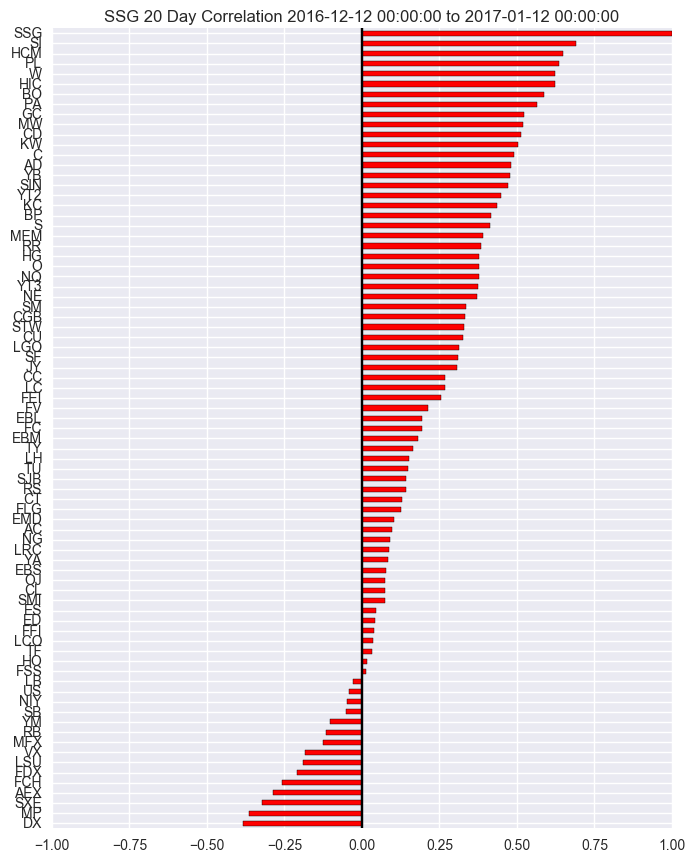 SSG 20 Day Correlation 2016-12-12 00:00:00 to 2017-01-12 00:00:00
SSG
SI
HCM
PL
W
HIC
BO
PA
GC
MW
CD
KW
C
AD
YB
SIN
YT2
KC
BP
S
MEM
RR
HG
O
NQ
YT3
NE
SM
CGB
STW
CU
LGO
SF
JY
CC
LC
FEI
FV
EBL
FC
EBM
TY
LH
TU
SJB
RS
CT
FLG
EMD
AC
NG
LRC
YA
EBS
OJ
CL
SMI
ES
ED
FFI
LCO
TF
HO
FSS
LB
US
NIY
SB
YM
RB
MFX
VX
LSU
FDX
FCH
AEX
SXE
MP
DX
−1.00 −0.75 −0.50 −0.25 0.00 0.25 0.50 0.75 1.00